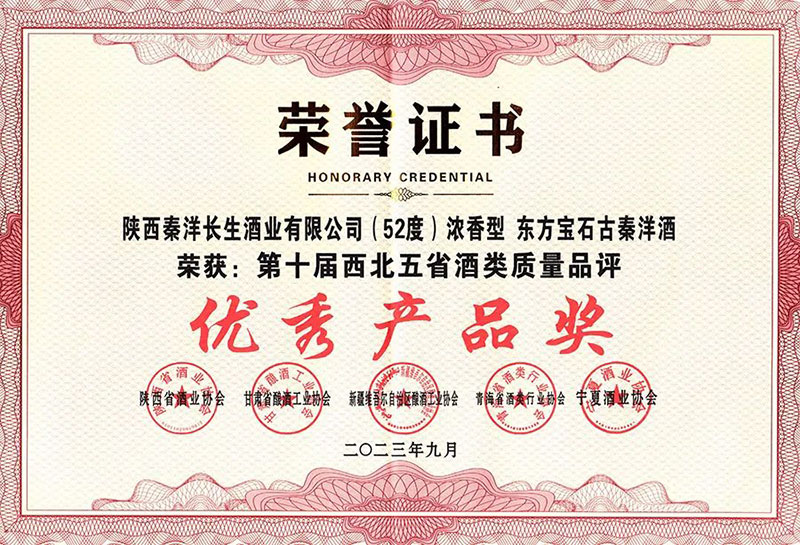 荣誉证书
HONORARY CREDENTIAL
陕西秦洋长生酒业有限公司（52度）浓香型 东方宝石古秦洋酒
荣获：第十届西北五省酒类质量品评
优秀产品奖
陕西省酒业协会 甘肃省酿酒工业协会 新疆维吾尔自治区酿酒工业协会 青海省酒类行业协会 宁夏酒业协会
二〇二三年九月